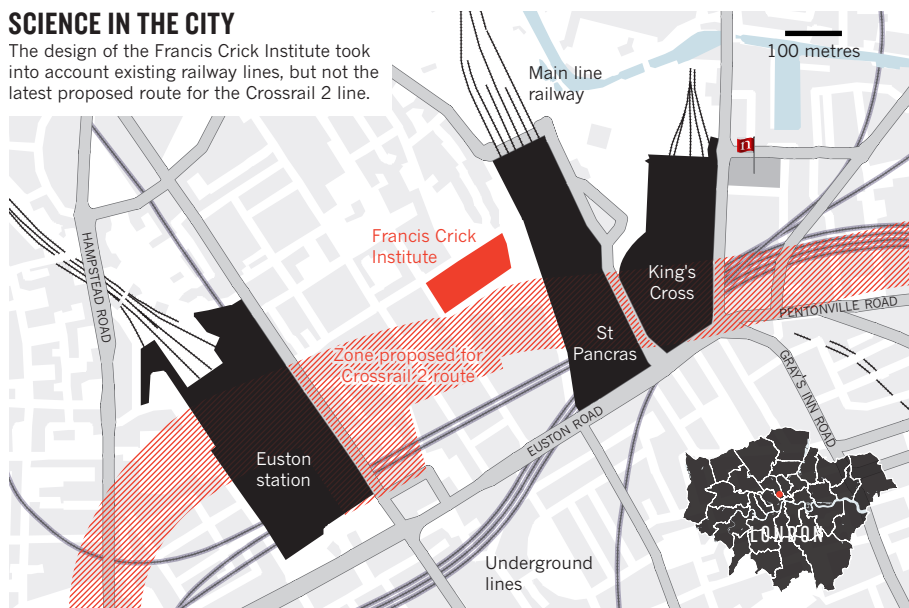 SCIENCE IN THE CITY
The design of the Francis Crick Institute took
into account existing railway lines, but not the
latest proposed route for the Crossrail 2 line.
100 metres
Main line
railway
n
HAMPSTEAD ROAD
Francis Crick
Institute
King's
Cross
PENTONVILLE ROAD
St
Pancras
Zone proposed for
Crossrail 2 route
GRAY'S INN ROAD
EUSTON ROAD
Euston
station
LONDON
Underground
lines